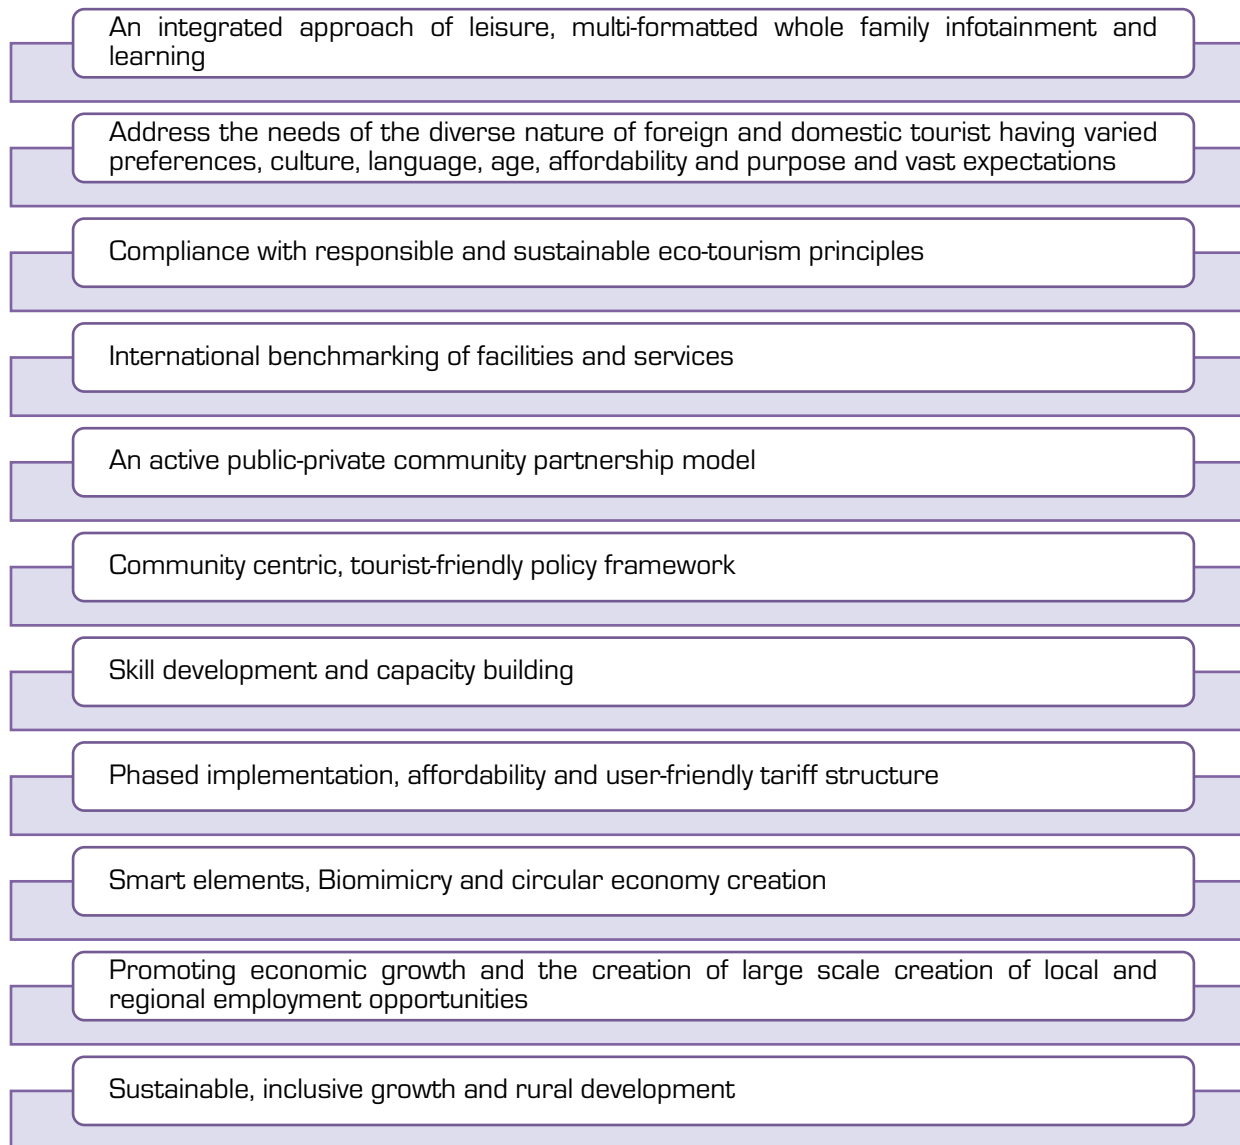 An integrated approach of leisure, multi-formatted whole family infotainment and
learning
Address the needs of the diverse nature of foreign and domestic tourist having varied
preferences, culture, language, age, affordability and purpose and vast expectations
Compliance with responsible and sustainable eco-tourism principles
International benchmarking of facilities and services
An active public-private community partnership model
Community centric, tourist-friendly policy framework
Skill development and capacity building
Phased implementation, affordability and user-friendly tariff structure
Smart elements, Biomimicry and circular economy creation
Promoting economic growth and the creation of large scale creation of local and
regional employment opportunities
Sustainable, inclusive growth and rural development